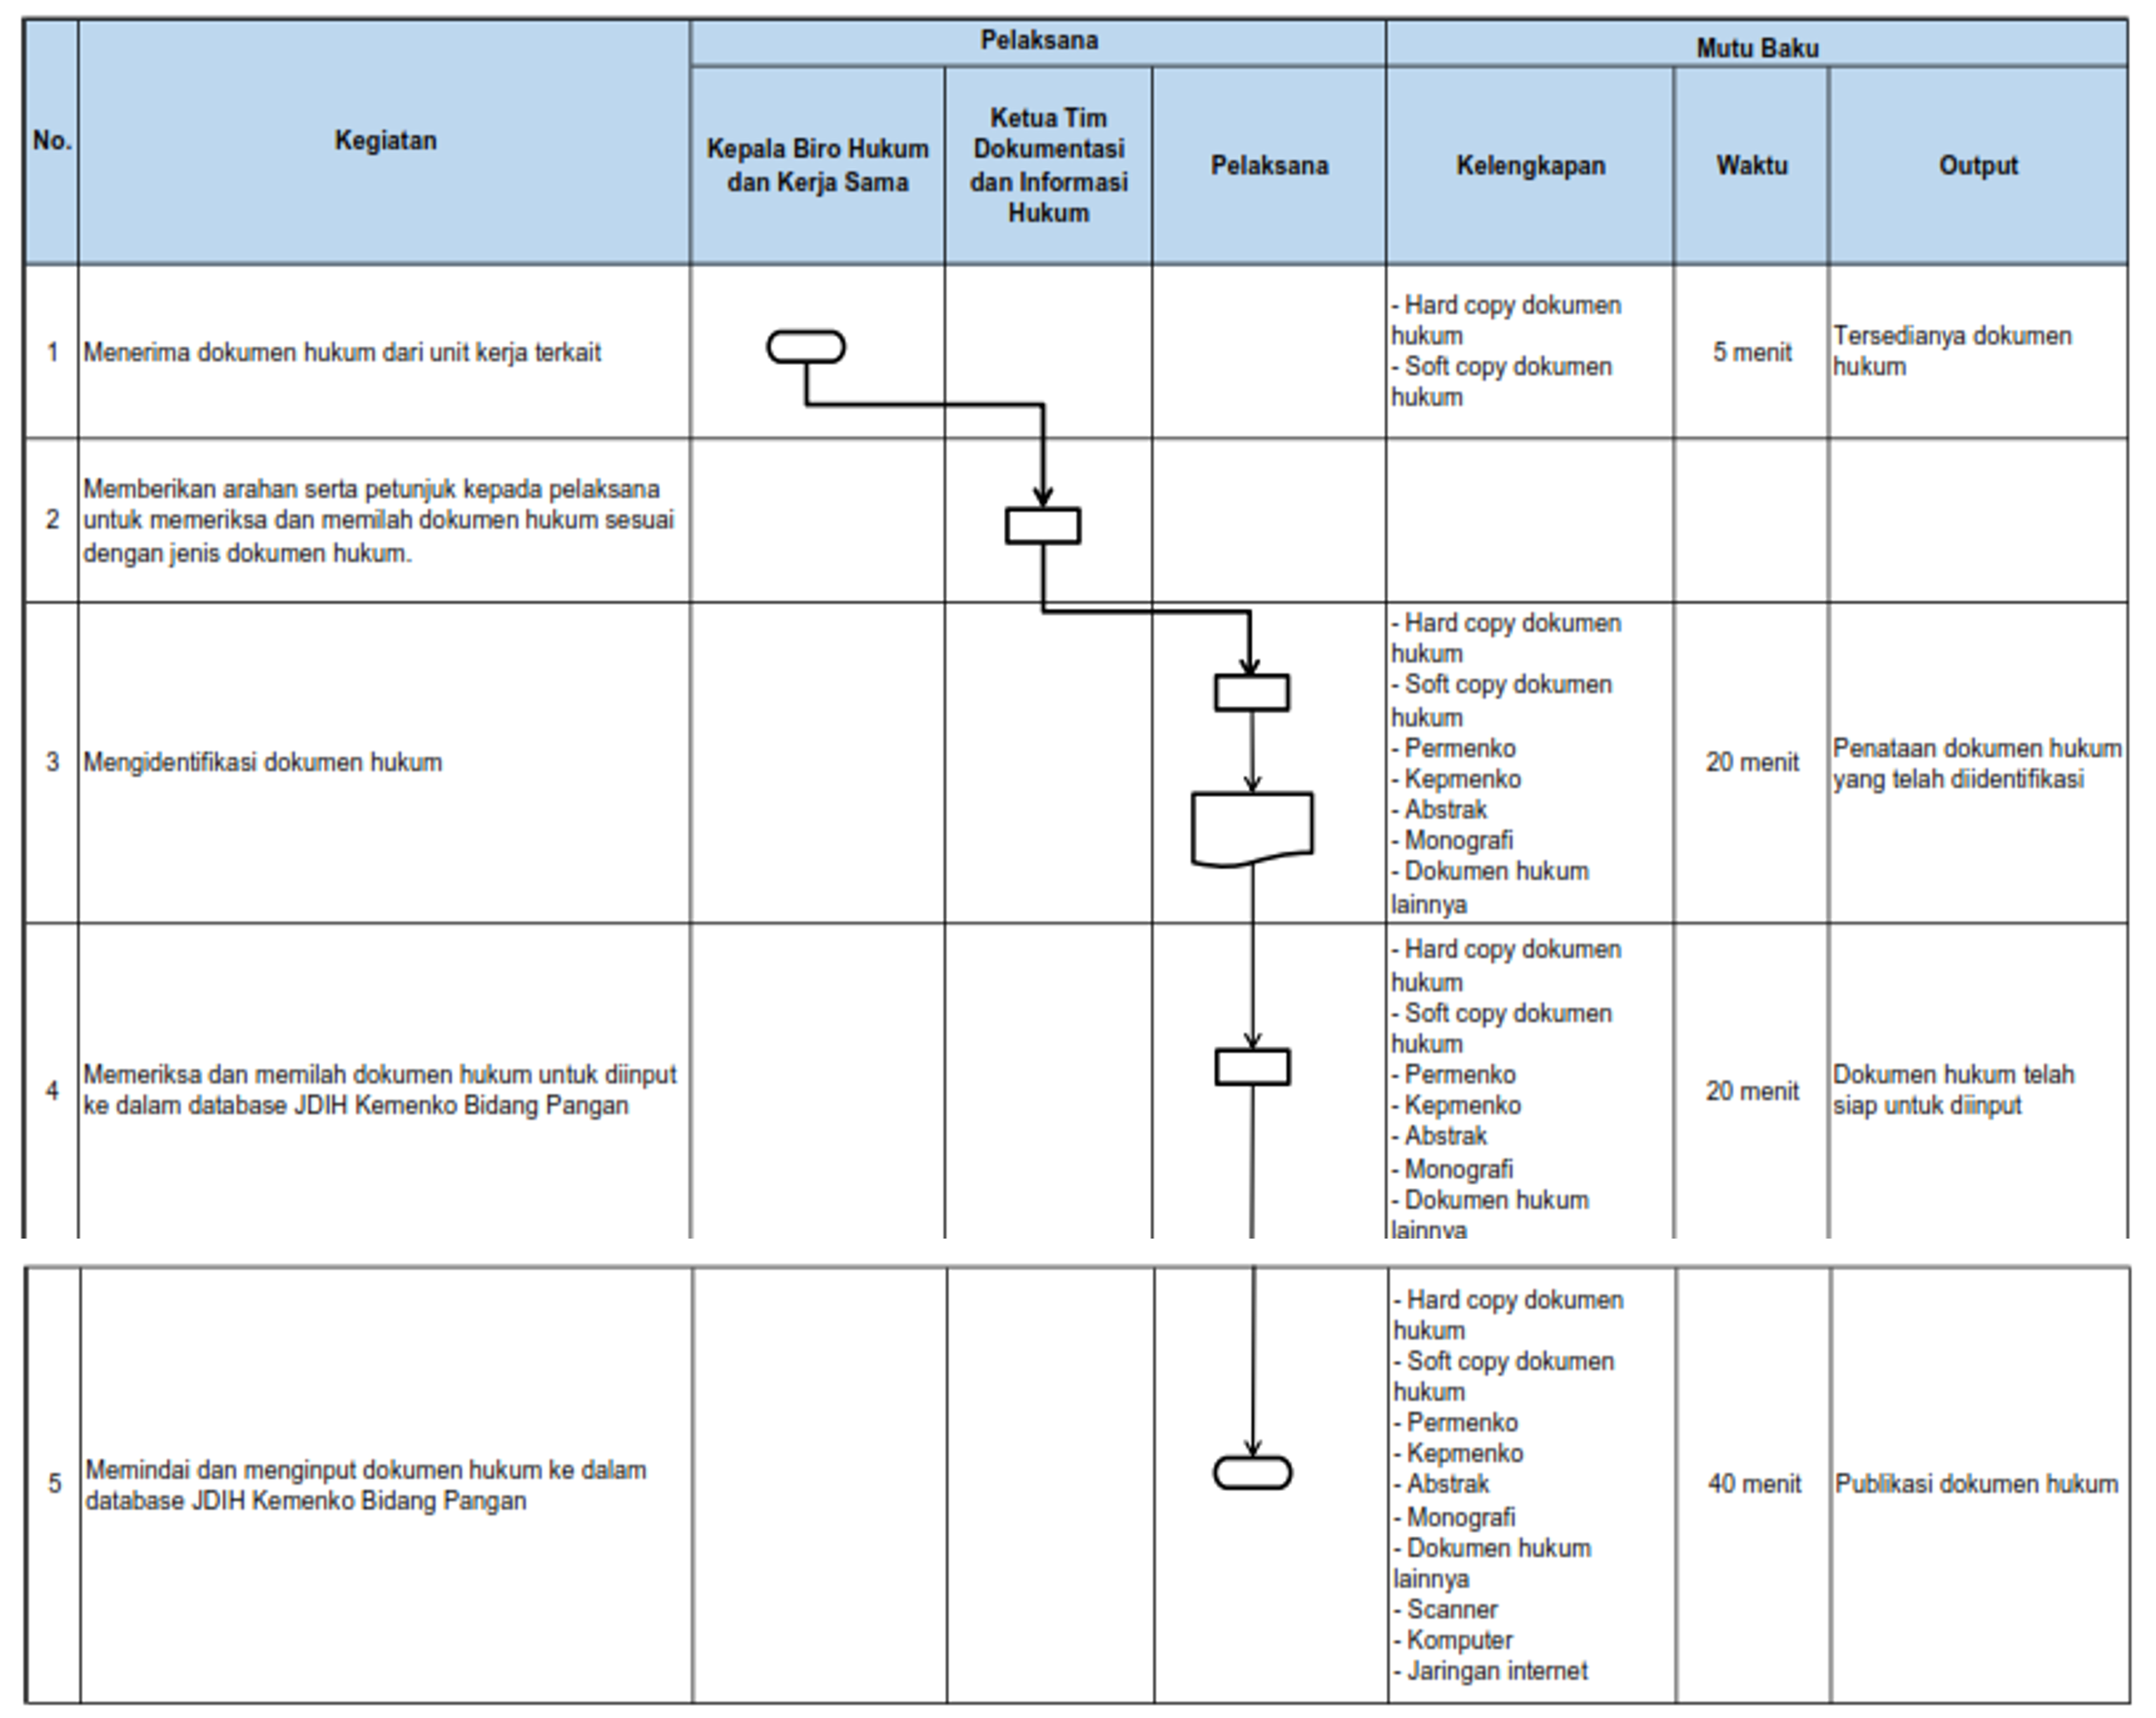 No.
Kegiatan
Pelaksana
Mutu Baku
Kepala Biro Hukum
dan Kerja Sama
Ketua Tim
Dokumentasi
dan Informasi
Hukum
Pelaksana
Kelengkapan
Waktu
Output
1
Menerima dokumen hukum dari unit kerja terkait
- Hard copy dokumen
hukum
- Soft copy dokumen
hukum
5 menit
Tersedianya dokumen
hukum
2
Memberikan arahan serta petunjuk kepada pelaksana
untuk memeriksa dan memilah dokumen hukum sesuai
dengan jenis dokumen hukum.
3
Mengidentifikasi dokumen hukum
- Hard copy dokumen
hukum
- Soft copy dokumen
hukum
- Permenko
- Kepmenko
- Abstrak
- Monografi
- Dokumen hukum
lainnya
20 menit
Penataan dokumen hukum
yang telah diidentifikasi
4
Memeriksa dan memilah dokumen hukum untuk diinput
ke dalam database JDIH Kemenko Bidang Pangan
- Hard copy dokumen
hukum
- Soft copy dokumen
hukum
- Permenko
- Kepmenko
- Abstrak
- Monografi
- Dokumen hukum
lainnya
20 menit
Dokumen hukum telah
siap untuk diinput
5
Memindai dan menginput dokumen hukum ke dalam
database JDIH Kemenko Bidang Pangan
- Hard copy dokumen
hukum
- Soft copy dokumen
hukum
- Permenko
- Kepmenko
- Abstrak
- Monografi
- Dokumen hukum
lainnya
- Scanner
- Komputer
- Jaringan internet
40 menit
Publikasi dokumen hukum